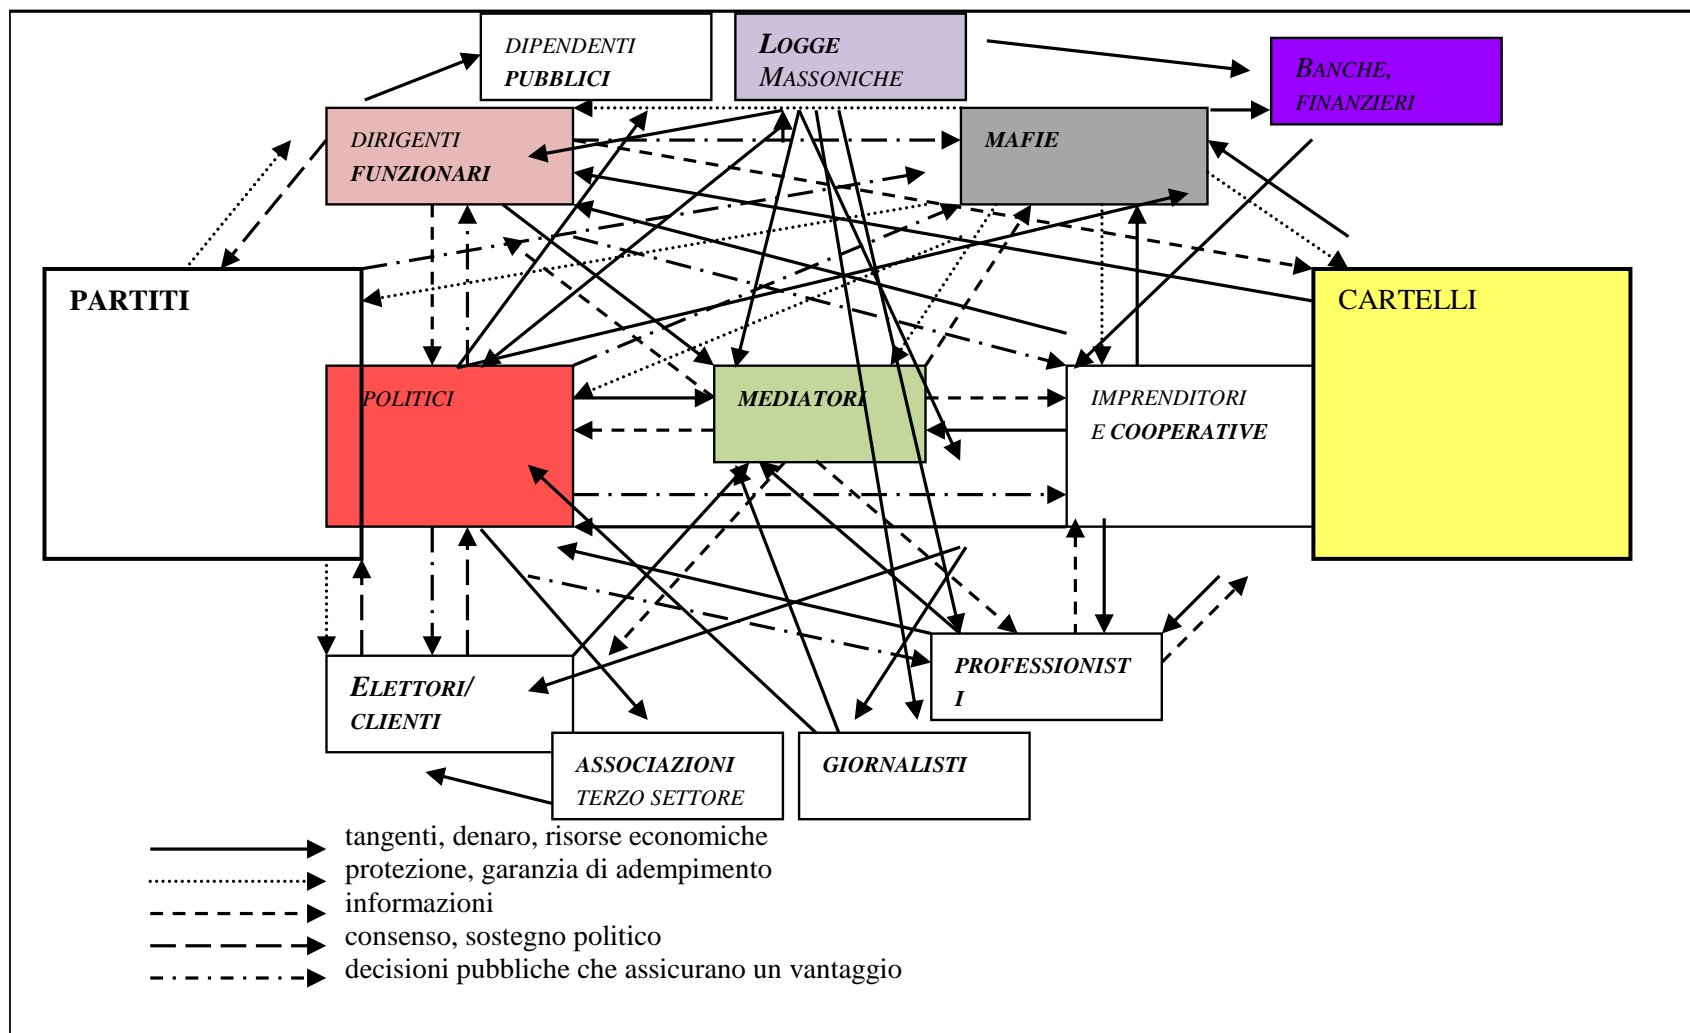 DIPENDENTI
PUBBLICI
LOGGE
MASSONICHE
BANCHE,
FINANZIERI
DIRIGENTI
FUNZIONARI
MAFIE
PARTITI
CARTELLI
POLITICI
MEDIATORI
IMPRENDITORI
E COOPERATIVE
ELETTORI/
CLIENTI
PROFESSIONIST
I
ASSOCIAZIONI
TERZO SETTORE
GIORNALISTI
tangenti, denaro, risorse economiche
protezione, garanzia di adempimento
informazioni
consenso, sostegno politico
decisioni pubbliche che assicurano un vantaggio